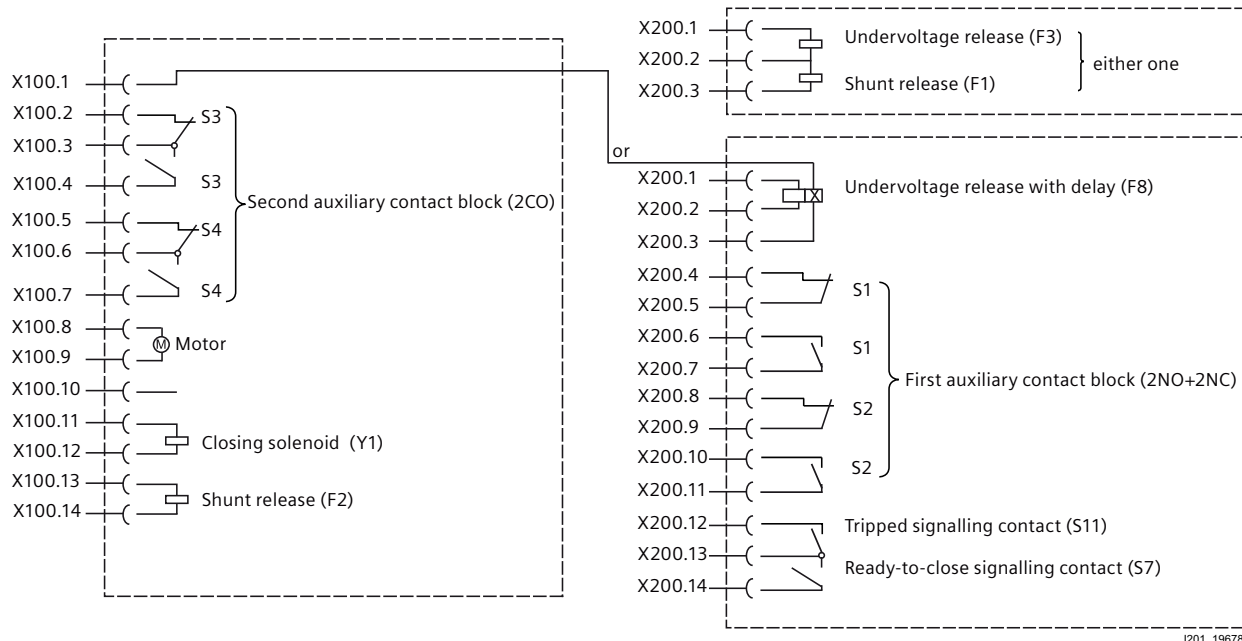 X100.1
X100.2
X100.3
X100.4
X100.5
X100.6
X100.7
X100.8
X100.9
X100.10
X100.11
X100.12
X100.13
X100.14
S3
S3
S4
S4
Second auxiliary contact block (2CO)
M Motor
Closing solenoid (Y1)
Shunt release (F2)
or
X200.1
X200.2
X200.3
Undervoltage release (F3)
Shunt release (F1)
either one
X200.1
X200.2
X200.3
X200.4
X200.5
X200.6
X200.7
X200.8
X200.9
X200.10
X200.11
X200.12
X200.13
X200.14
X
Undervoltage release with delay (F8)
S1
S1
S2
S2
First auxiliary contact block (2NO+2NC)
Tripped signalling contact (S11)
Ready-to-close signalling contact (S7)
I201_19678